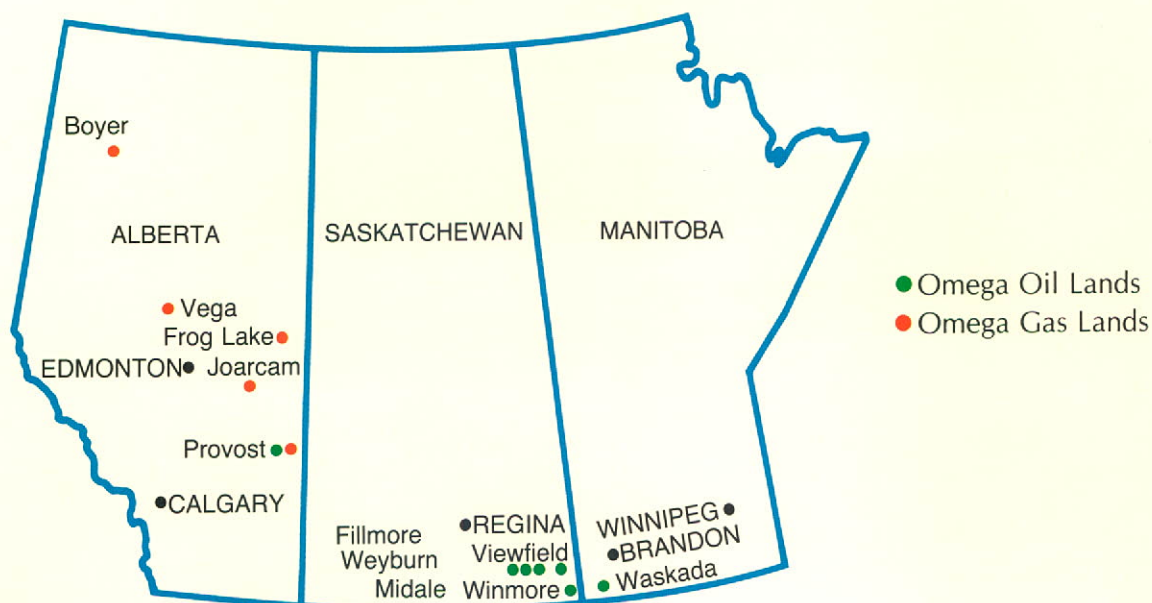 Boyer
ALBERTA
SASKATCHEWAN
MANITOBA
Omega Oil Lands
Omega Gas Lands
Vega
Frog Lake
EDMONTON
Joarcam
Provost
CALGARY
REGINA
WINNIPEG
Fillmore
BRANDON
Viewfield
Weyburn
Waskada
Midale
Winmore